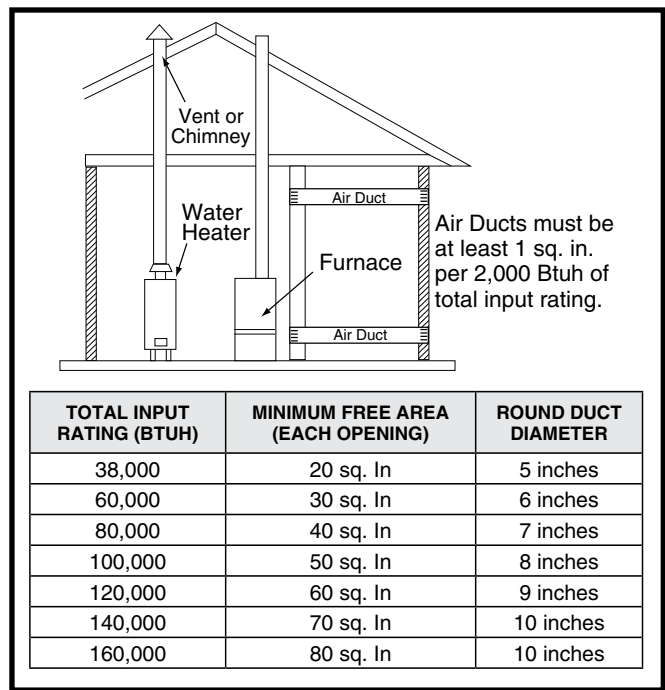 Vent or
Chimney
Air Duct
Water
Heater
Furnace
Air Ducts must be
at least 1 sq. in.
per 2,000 Btuh of
total input rating.
Air Duct
TOTAL INPUT RATING (BTUH) MINIMUM FREE AREA (EACH OPENING) ROUND DUCT DIAMETER
38,000 20 sq. In 5 inches
60,000 30 sq. In 6 inches
80,000 40 sq. In 7 inches
100,000 50 sq. In 8 inches
120,000 60 sq. In 9 inches
140,000 70 sq. In 10 inches
160,000 80 sq. In 10 inches